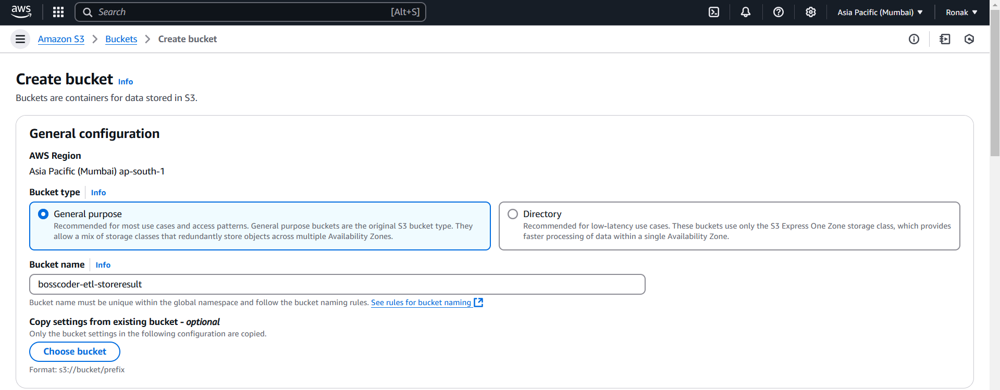 aws
Search [Alt+S]
Asia Pacific (Mumbai)
Ronak
Amazon S3
Buckets
Create bucket
Create bucket Info
Buckets are containers for data stored in S3.
General configuration
AWS Region
Asia Pacific (Mumbai) ap-south-1
Bucket type Info
General purpose
Recommended for most use cases and access patterns. General purpose buckets are the original S3 bucket type. They
allow a mix of storage classes that redundantly store objects across multiple Availability Zones.
Directory
Recommended for low-latency use cases. These buckets use only the S3 Express One Zone storage class, which provides
faster processing of data within a single Availability Zone.
Bucket name Info
bosscoder-etl-storeresult
Bucket name must be unique within the global namespace and follow the bucket naming rules. See rules for bucket naming
Copy settings from existing bucket - optional
Only the bucket settings in the following configuration are copied.
Choose bucket
Format: s3://bucket/prefix